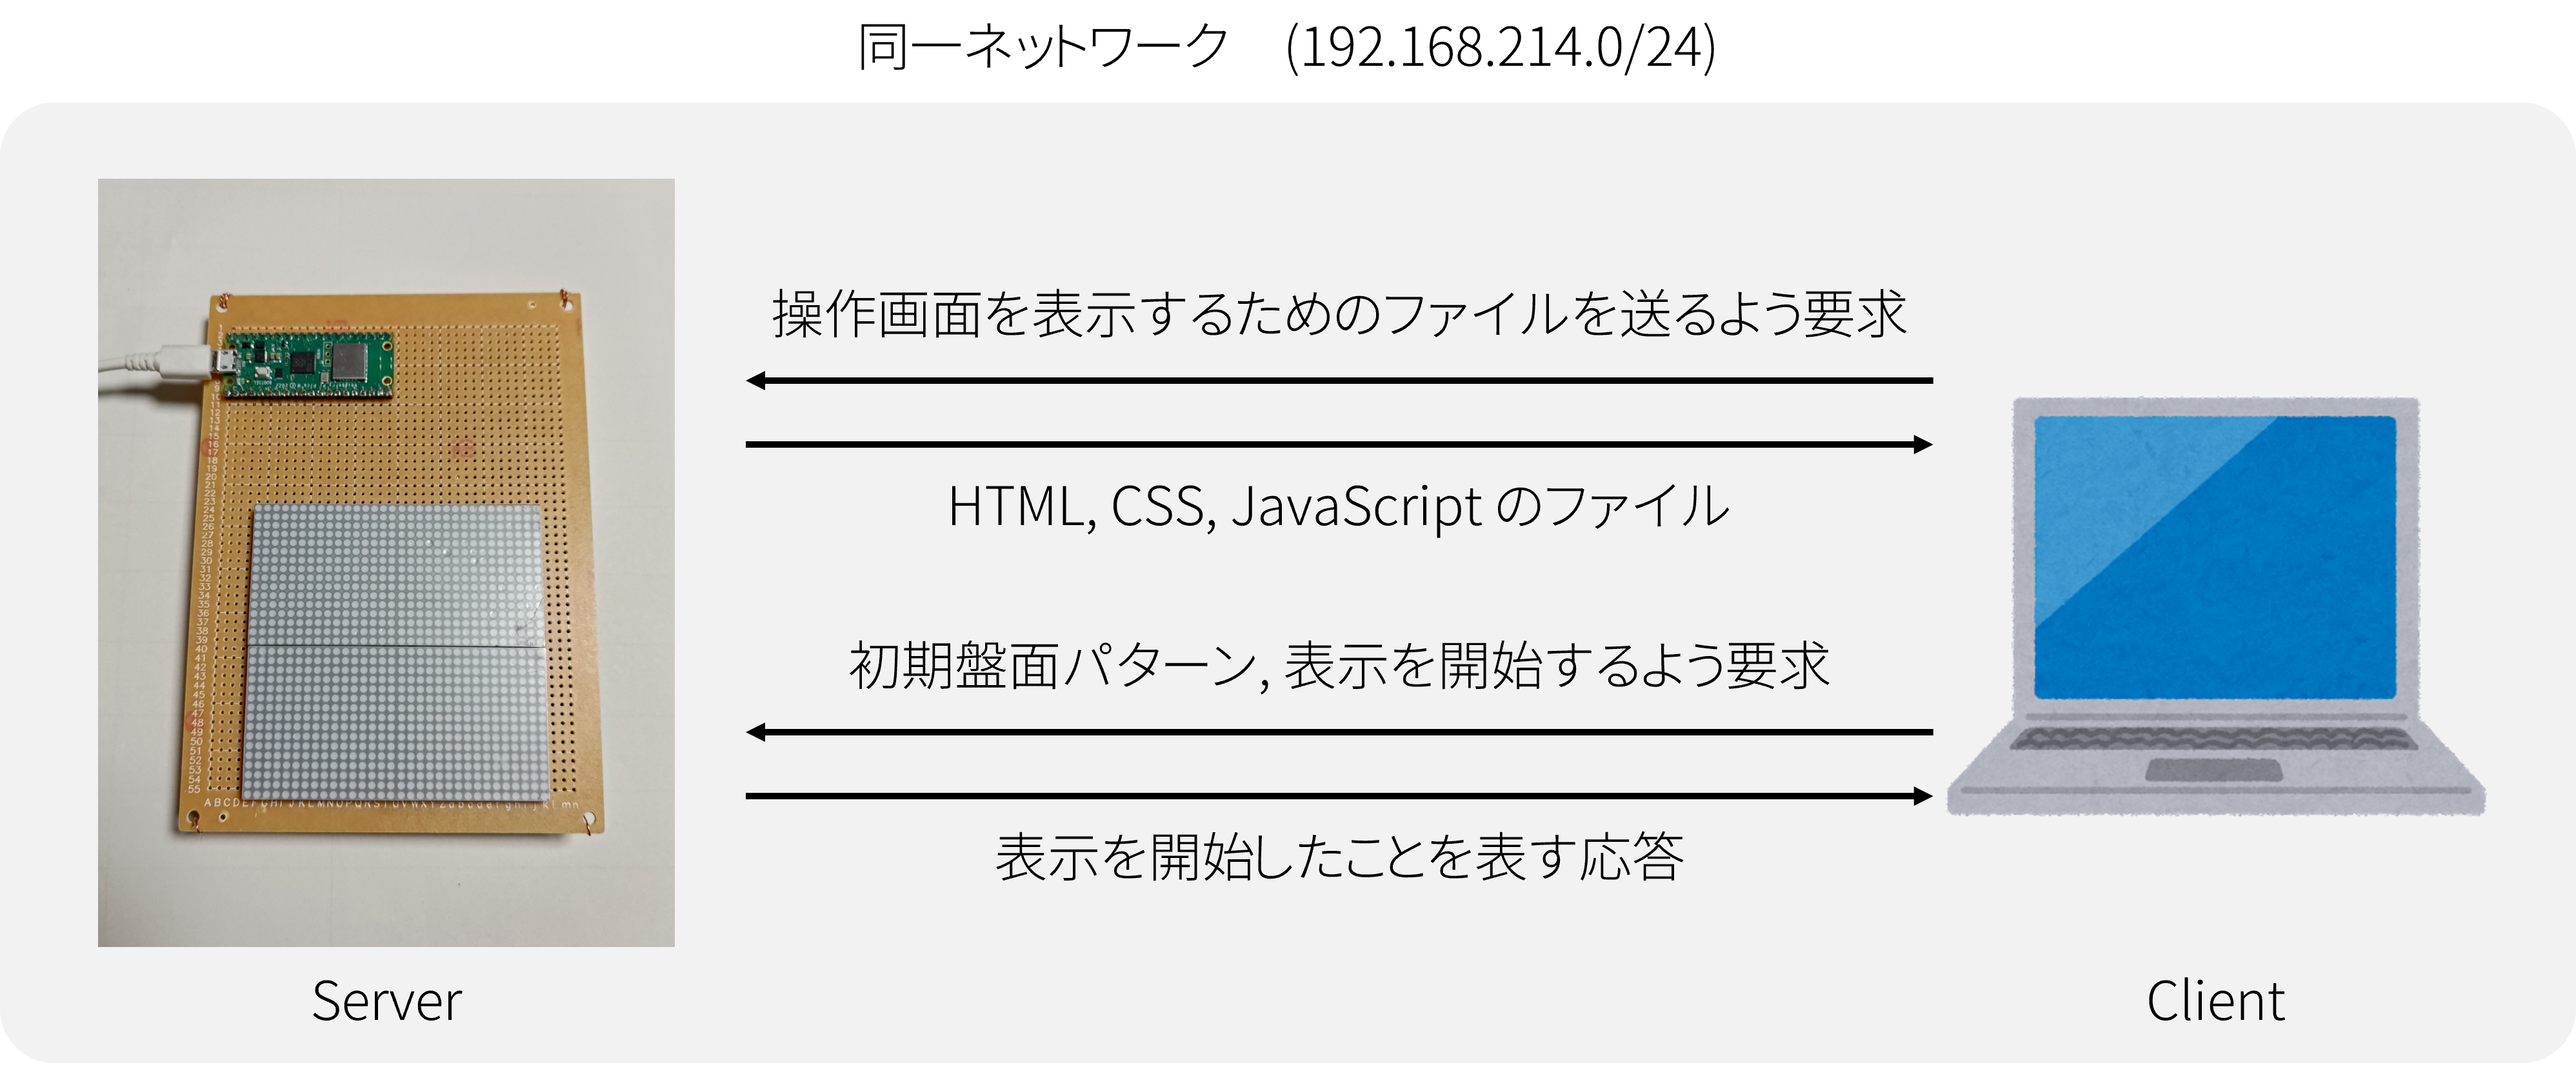 同一ネットワーク　(192.168.214.0/24)
操作画面を表示するためのファイルを送るよう要求
HTML, CSS, JavaScript のファイル
初期盤面パターン, 表示を開始するよう要求
表示を開始したことを表す応答
Server
Client